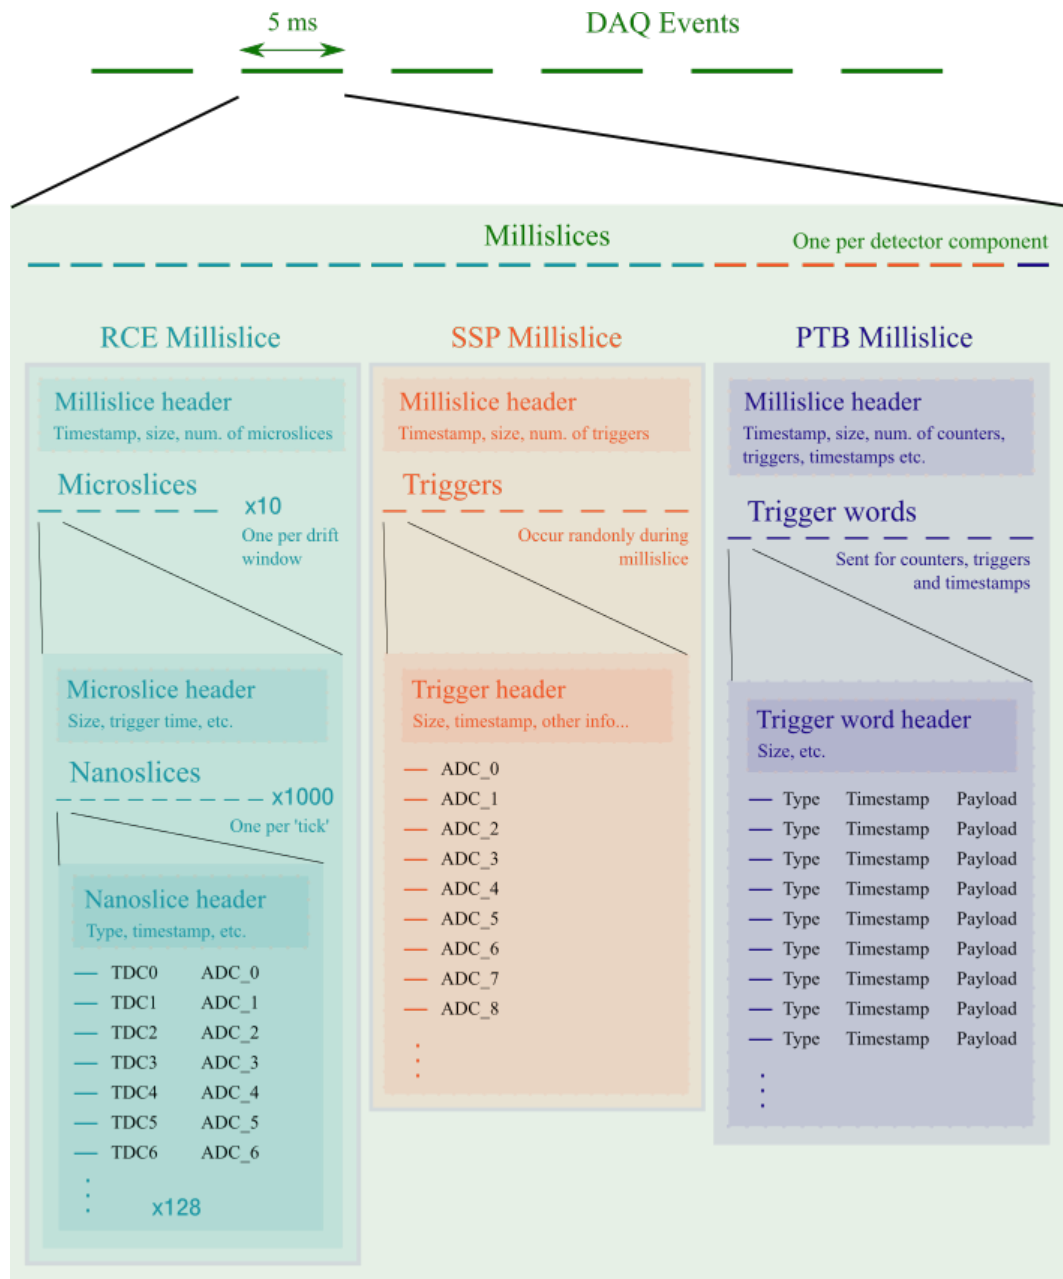 5 ms
DAQ Events
Millislices
One per detector component
RCE Millislice
Millislice header
Timestamp, size, num. of microslices
Microslices
x10
One per drift
window
Microslice header
Size, trigger time, etc.
Nanoslices
x1000
One per 'tick'
Nanoslice header
Type, timestamp, etc.
TDC0 ADC_0
TDC1 ADC_1
TDC2 ADC_2
TDC3 ADC_3
TDC4 ADC_4
TDC5 ADC_5
TDC6 ADC_6
x128
SSP Millislice
Millislice header
Timestamp, size, num. of triggers
Triggers
Occur randonly during
millislice
Trigger header
Size, timestamp, other info...
ADC_0
ADC_1
ADC_2
ADC_3
ADC_4
ADC_5
ADC_6
ADC_7
ADC_8
PTB Millislice
Millislice header
Timestamp, size, num. of counters,
triggers, timestamps etc.
Trigger words
Sent for counters, triggers
and timestamps
Trigger word header
Size, etc.
Type Timestamp Payload
Type Timestamp Payload
Type Timestamp Payload
Type Timestamp Payload
Type Timestamp Payload
Type Timestamp Payload
Type Timestamp Payload
Type Timestamp Payload
Type Timestamp Payload